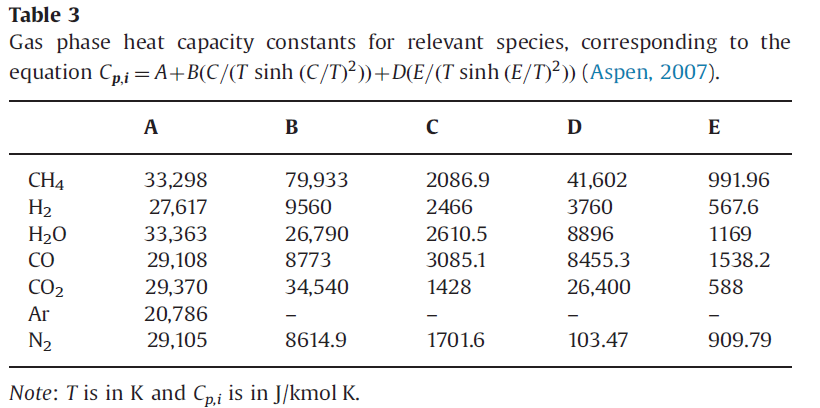 Table 3
Gas phase heat capacity constants for relevant species, corresponding to the
equation Cp,i = A+B(C/(T sinh (C/T)²))+D(E/(T sinh (E/T)²)) (Aspen, 2007).
A B C D E
CH₄ 33,298 79,933 2086.9 41,602 991.96
H₂ 27,617 9560 2466 3760 567.6
H₂O 33,363 26,790 2610.5 8896 1169
CO 29,108 8773 3085.1 8455.3 1538.2
CO₂ 29,370 34,540 1428 26,400 588
Ar 20,786 – – – –
N₂ 29,105 8614.9 1701.6 103.47 909.79
Note: T is in K and Cp,i is in J/kmol K.